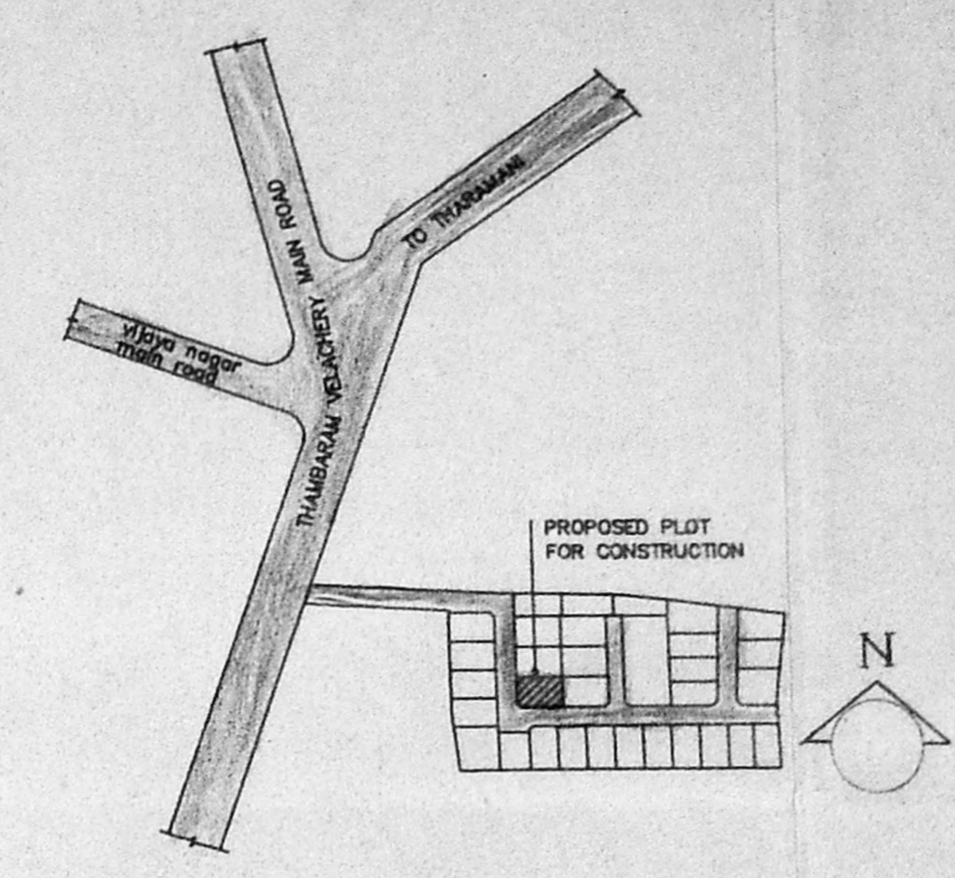 THAMBARAM VELACHERY MAIN ROAD
TO THARAMANI
vijaya nagar
main road
PROPOSED PLOT
FOR CONSTRUCTION
N